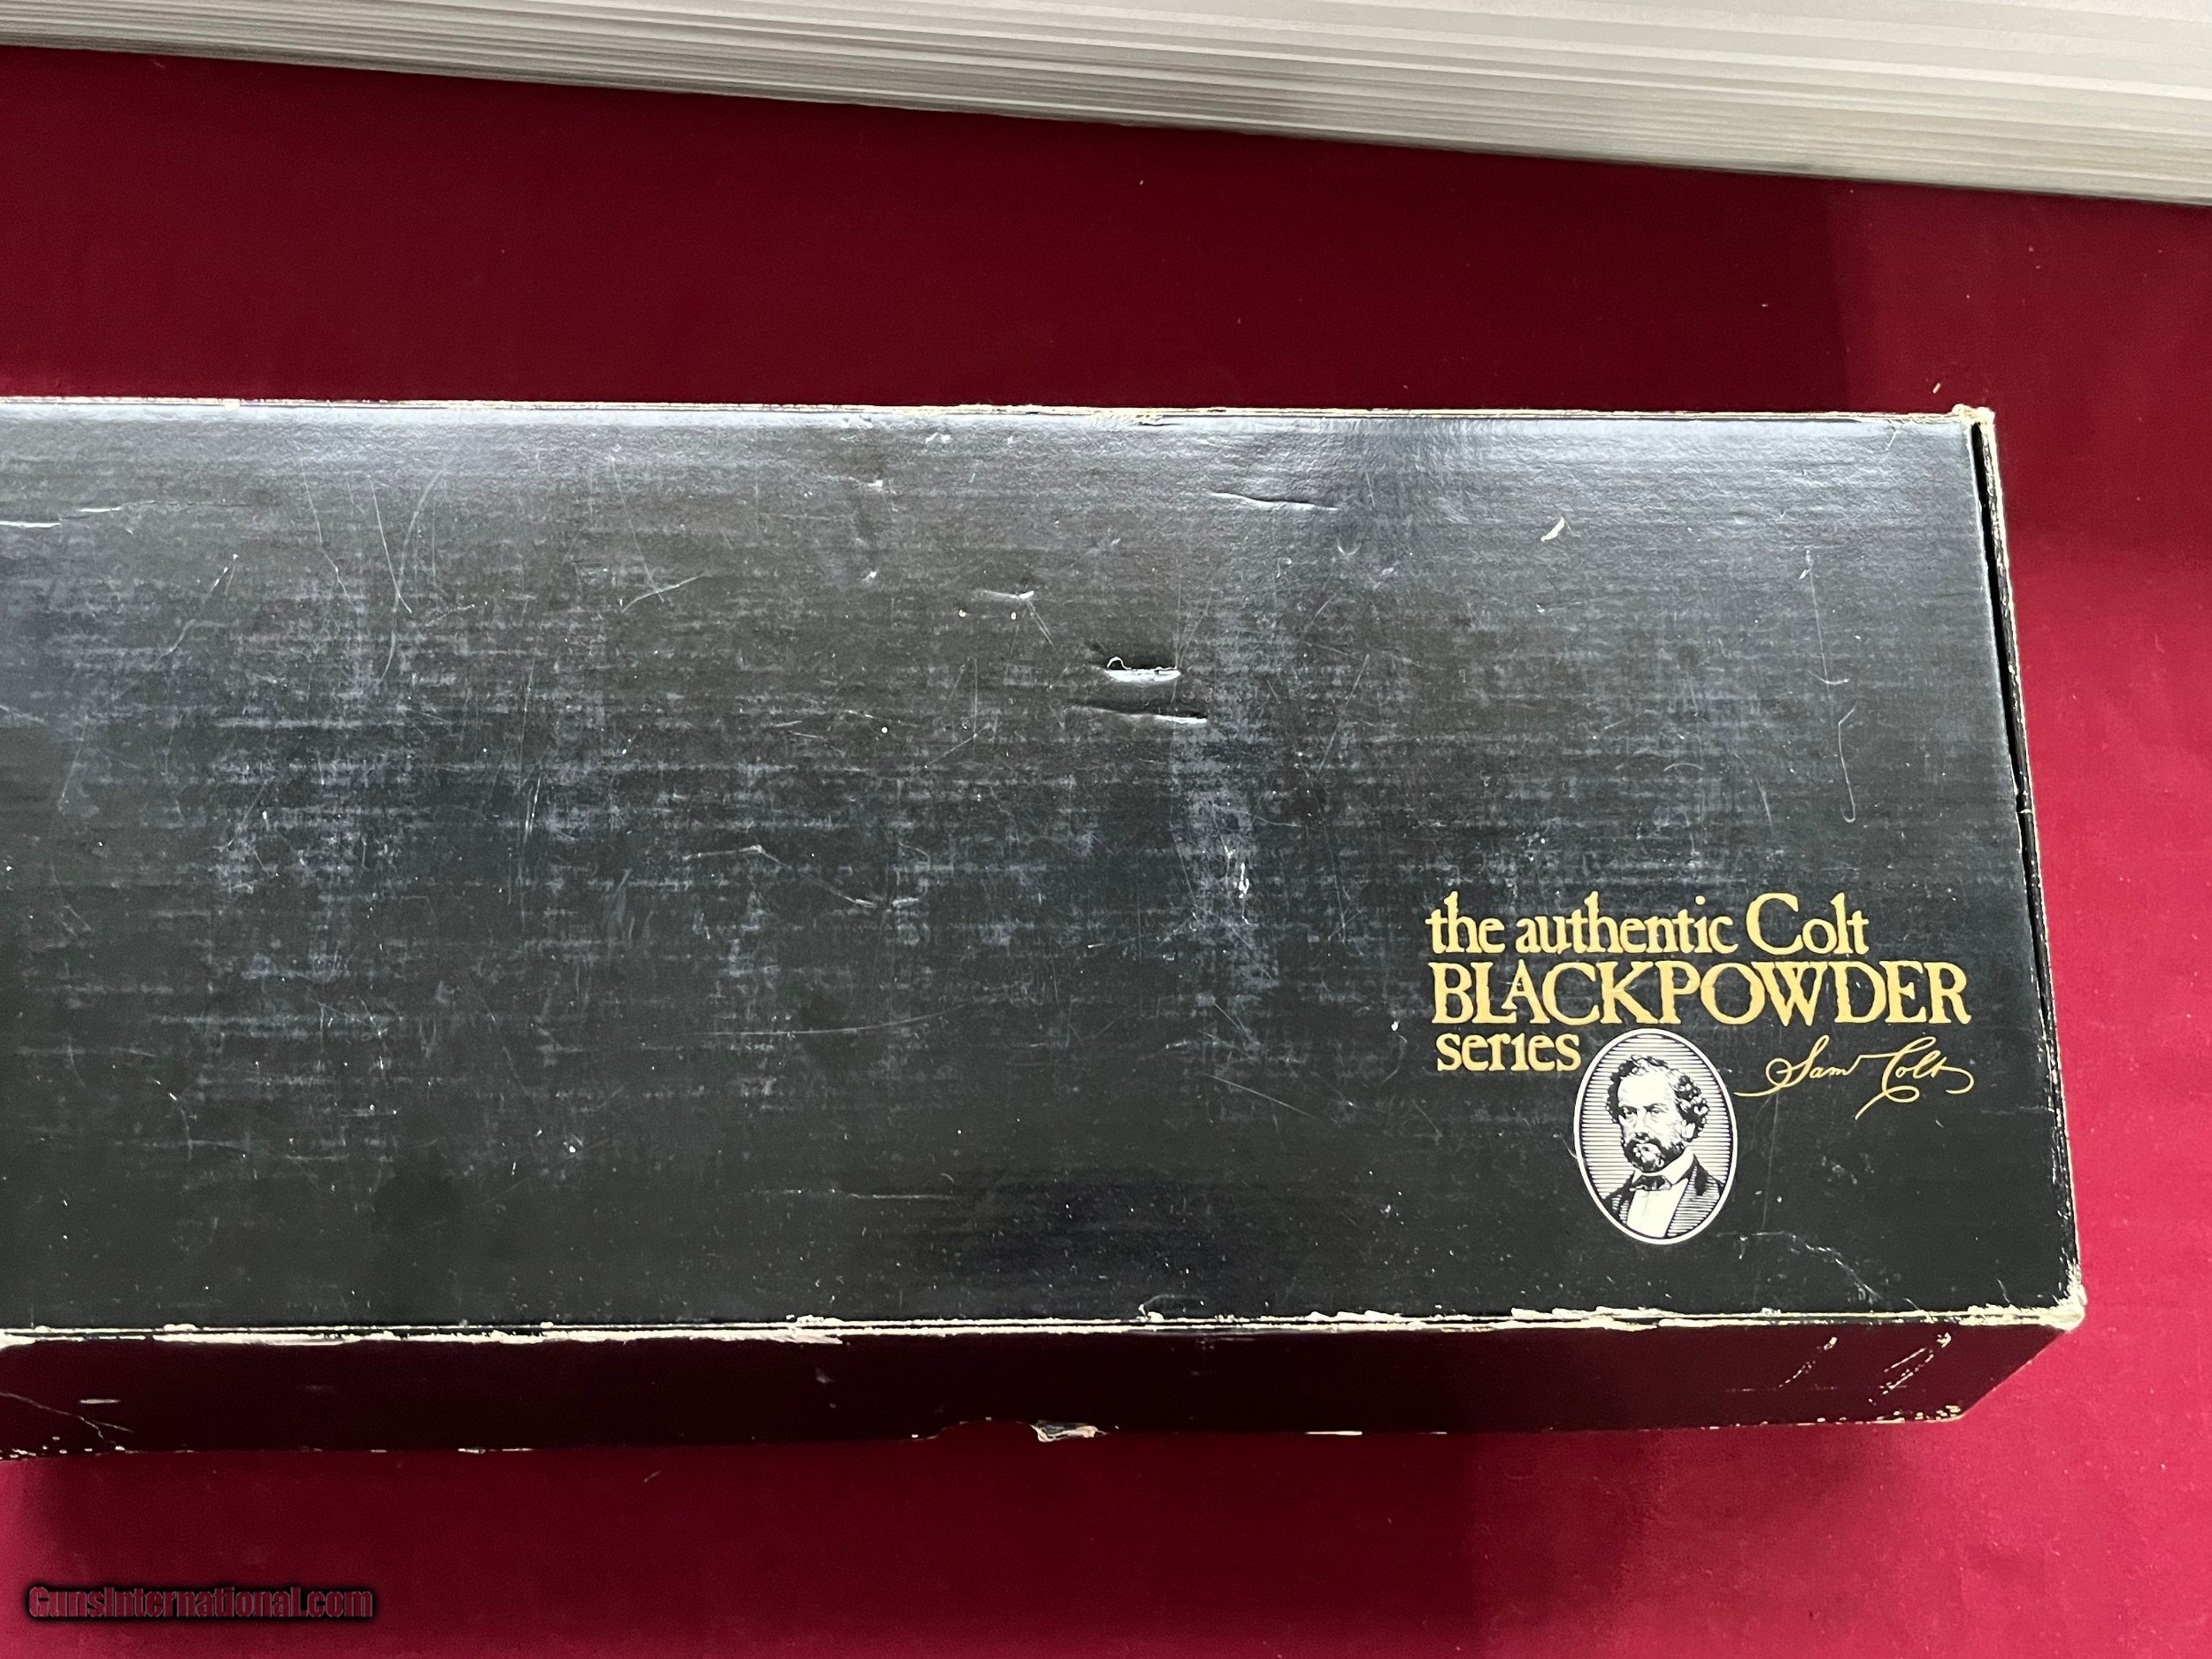 the authentic Colt
BLACKPOWDER
series
Sam Colt
GunsInternational.com